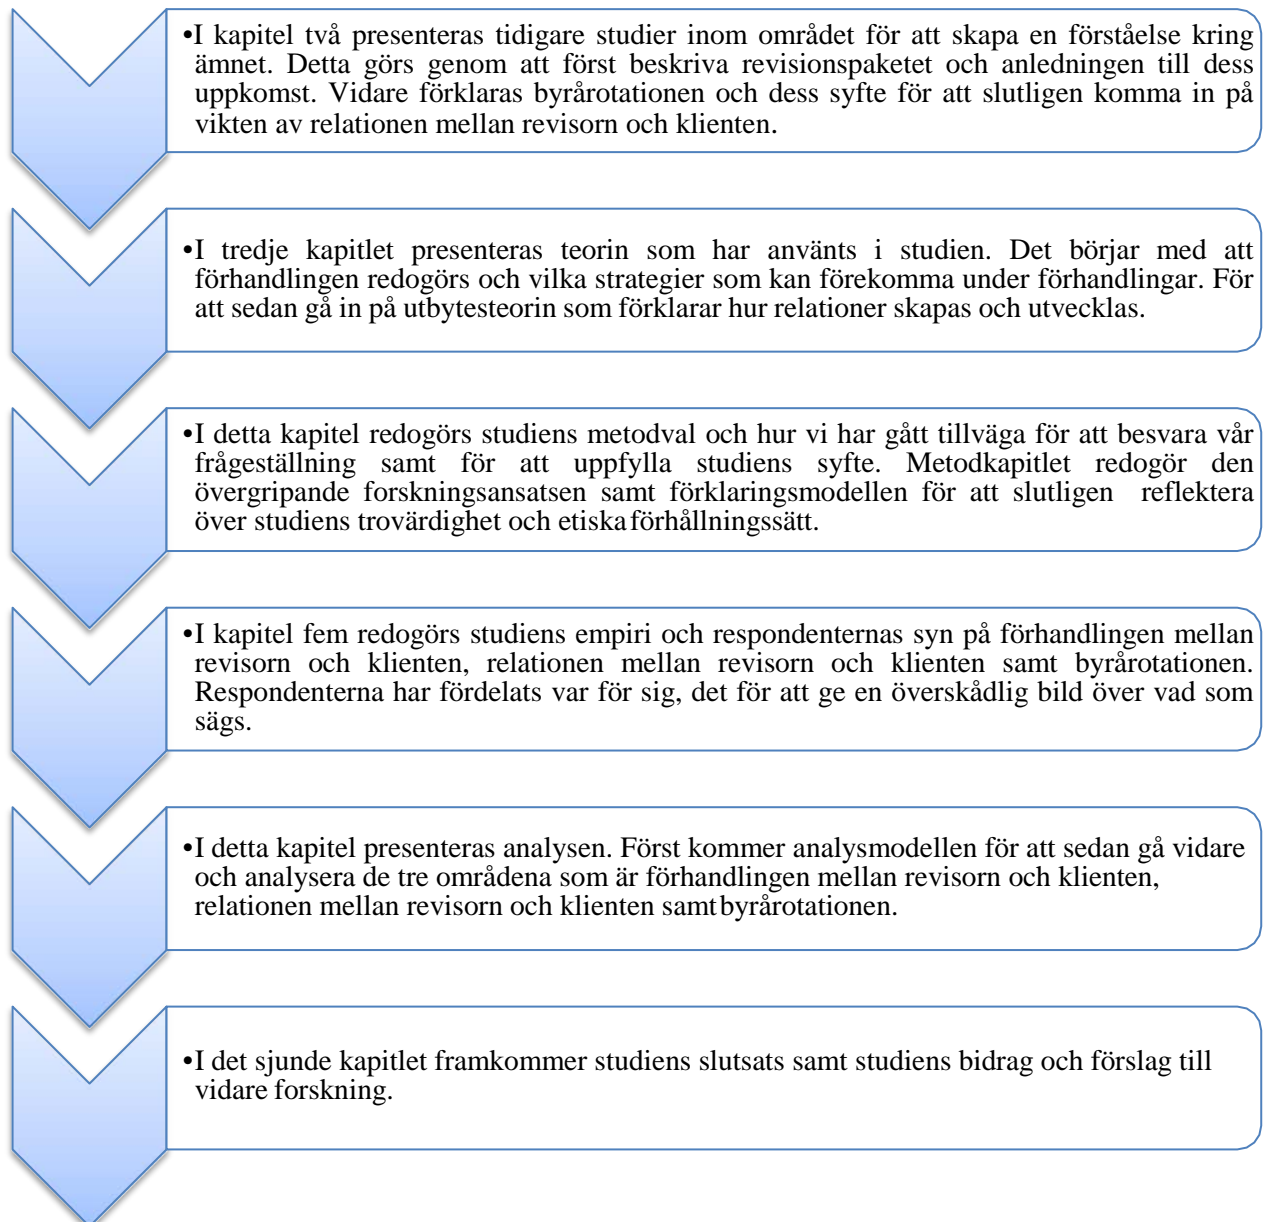 •I kapitel två presenteras tidigare studier inom området för att skapa en förståelse kring
ämnet. Detta görs genom att först beskriva revisionspaketet och anledningen till dess
uppkomst. Vidare förklaras byrårotationen och dess syfte för att slutligen komma in på
vikten av relationen mellan revisorn och klienten.
•I tredje kapitlet presenteras teorin som har använts i studien. Det börjar med att
förhandlingen redogörs och vilka strategier som kan förekomma under förhandlingar. För
att sedan gå in på utbytesteorin som förklarar hur relationer skapas och utvecklas.
•I detta kapitel redogörs studiens metodval och hur vi har gått tillväga för att besvara vår
frågeställning samt för att uppfylla studiens syfte. Metodkapitlet redogör den
övergripande forskningsansatsen samt förklaringsmodellen för att slutligen reflektera
över studiens trovärdighet och etiska förhållningssätt.
•I kapitel fem redogörs studiens empiri och respondenternas syn på förhandlingen mellan
revisorn och klienten, relationen mellan revisorn och klienten samt byrårotationen.
Respondenterna har fördelats var för sig, det för att ge en överskådlig bild över vad som
sägs.
•I detta kapitel presenteras analysen. Först kommer analysmodellen för att sedan gå vidare
och analysera de tre områdena som är förhandlingen mellan revisorn och klienten,
relationen mellan revisorn och klienten samt byrårotationen.
•I det sjunde kapitlet framkommer studiens slutsats samt studiens bidrag och förslag till
vidare forskning.